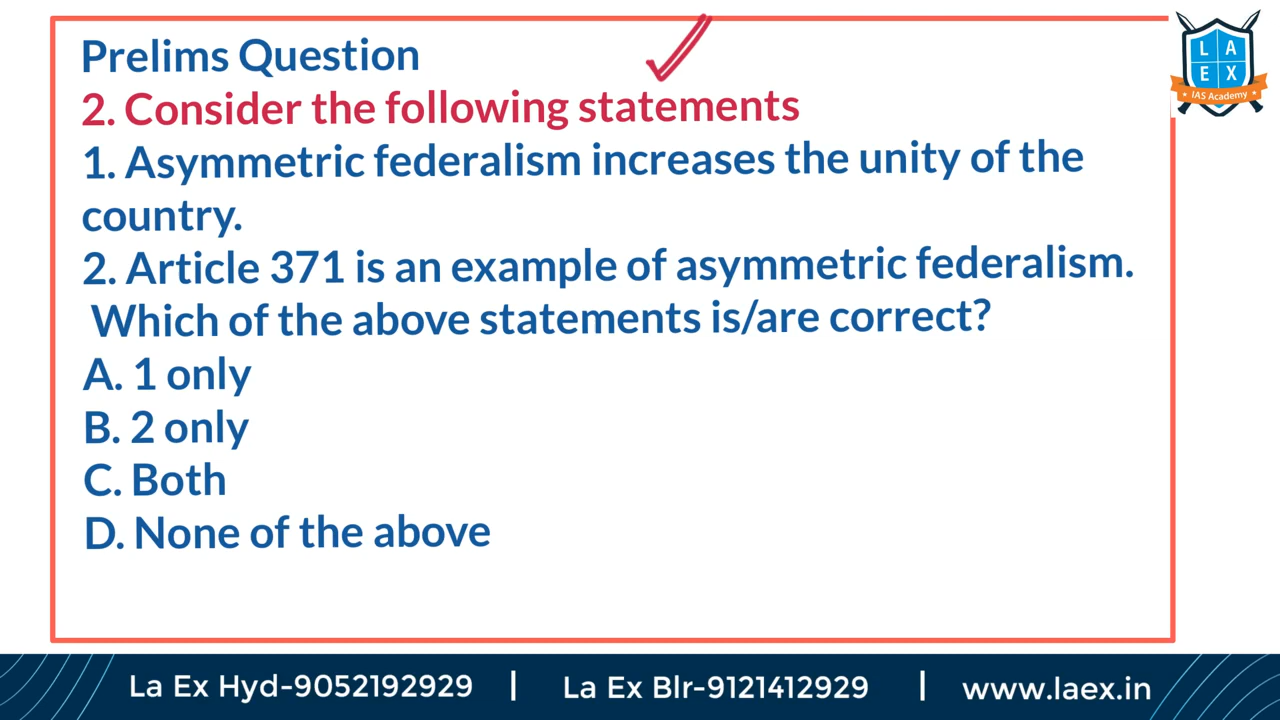 Prelims Question
2. Consider the following statements
1. Asymmetric federalism increases the unity of the
country.
2. Article 371 is an example of asymmetric federalism.
Which of the above statements is/are correct?
A. 1 only
B. 2 only
C. Both
D. None of the above
L A
E X
IAS Academy
La Ex Hyd-9052192929 | La Ex Blr-9121412929 | www.laex.in